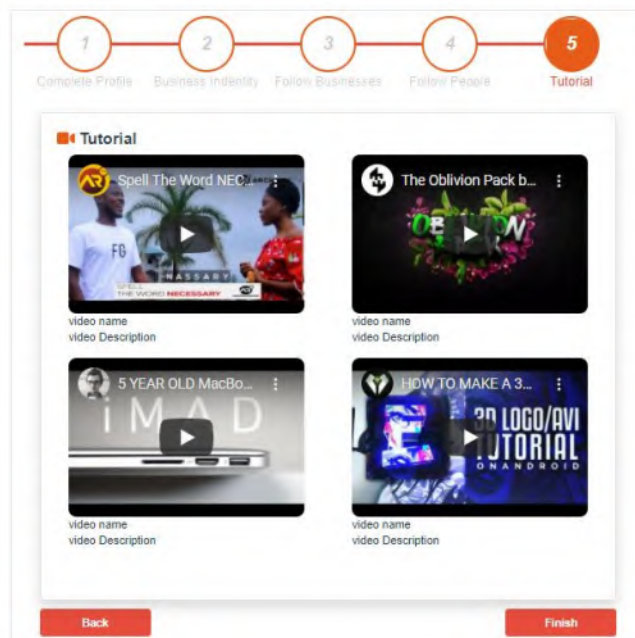 1 2 3 4 5
Complete Profile Business Indentity Follow Businesses Follow People Tutorial
Tutorial
Spell The Word NEC...
FG
NASSARY
SPELL
THE WORD NECESSARY
The Oblivion Pack b...
video name
video Description
video name
video Description
5 YEAR OLD MacBo...
iMAD
HOW TO MAKE A 3...
3D LOGO/AVI
TUTORIAL
ONANDROID
video name
video Description
video name
video Description
Back
Finish